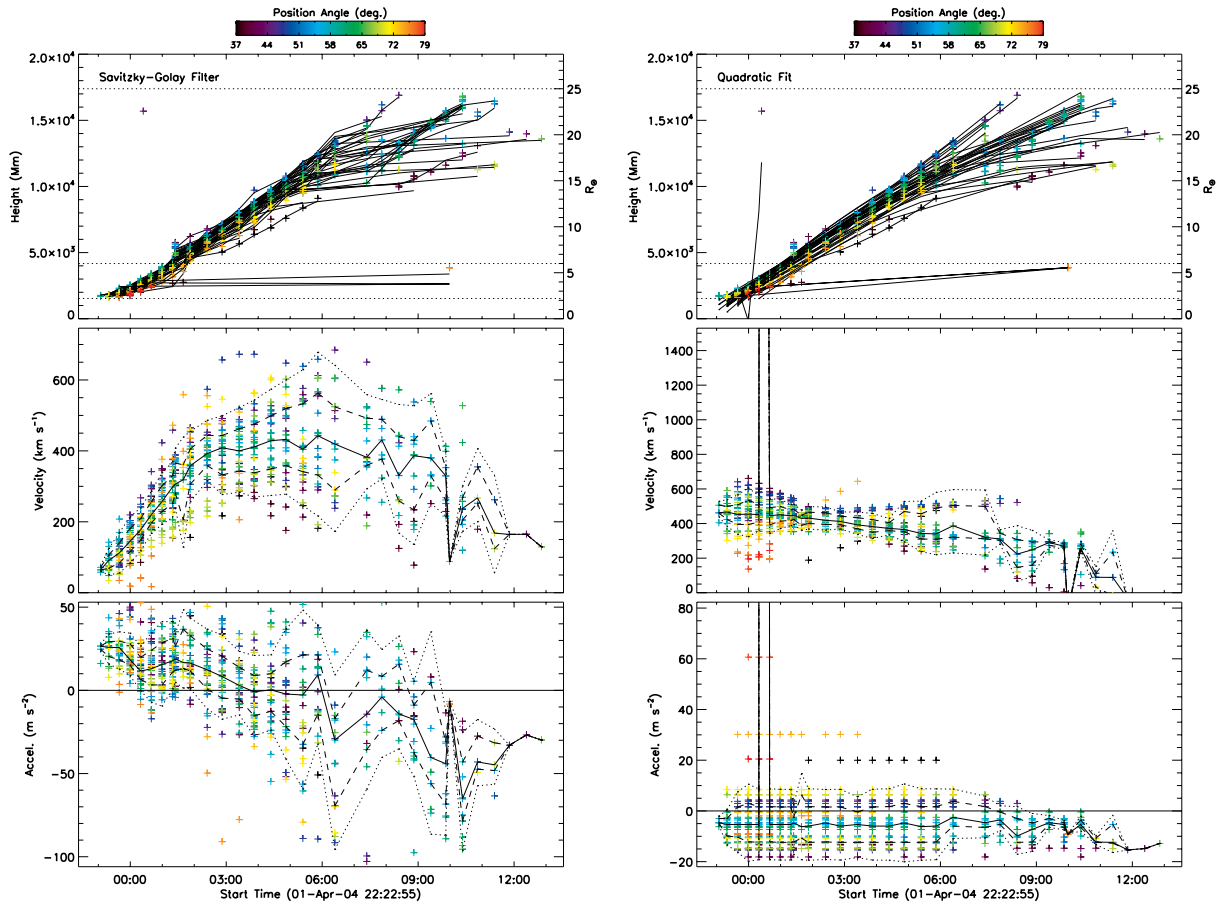 Position Angle (deg.)
37 44 51 58 65 72 79
Savitzky-Golay Filter
2.0×10⁴
1.5×10⁴
1.0×10⁴
5.0×10³
0
Height (Mm)
25
20
15
10
5
0
R⊙
600
400
200
0
Velocity (km s⁻¹)
50
0
−50
−100
Accel. (m s⁻²)
00:00 03:00 06:00 09:00 12:00
Start Time (01-Apr-04 22:22:55)
Position Angle (deg.)
37 44 51 58 65 72 79
Quadratic Fit
2.0×10⁴
1.5×10⁴
1.0×10⁴
5.0×10³
0
Height (Mm)
25
20
15
10
5
0
R⊙
1400
1200
1000
800
600
400
200
0
Velocity (km s⁻¹)
80
60
40
20
0
−20
Accel. (m s⁻²)
00:00 03:00 06:00 09:00 12:00
Start Time (01-Apr-04 22:22:55)